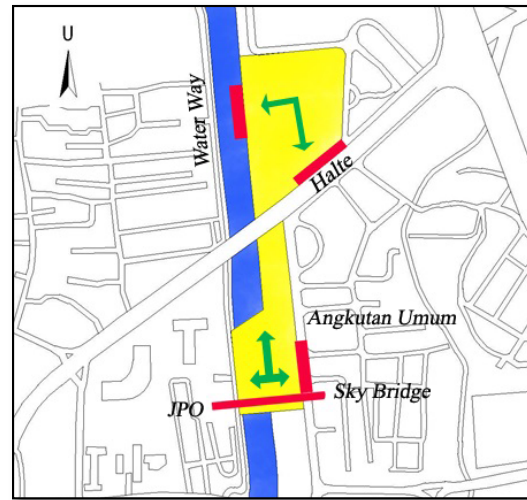 U
Water Way
Halte
Angkutan Umum
Sky Bridge
JPO